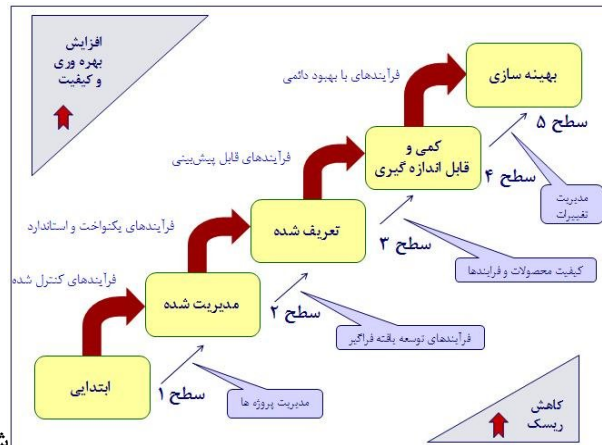 افزایش
بهره وری
و کیفیت
بهینه سازی
فرآیندهای با بهبود دائمی
سطح ۵
کمی و
قابل اندازه گیری
فرآیندهای قابل پیش‌بینی
سطح ۴
مدیریت
تغییرات
تعریف شده
فرآیندهای یکنواخت و استاندارد
سطح ۳
کیفیت محصولات و فرایندها
مدیریت شده
فرآیندهای کنترل شده
سطح ۲
فرآیندهای توسعه یافته فراگیر
ابتدایی
سطح ۱
مدیریت پروژه ها
کاهش
ریسک